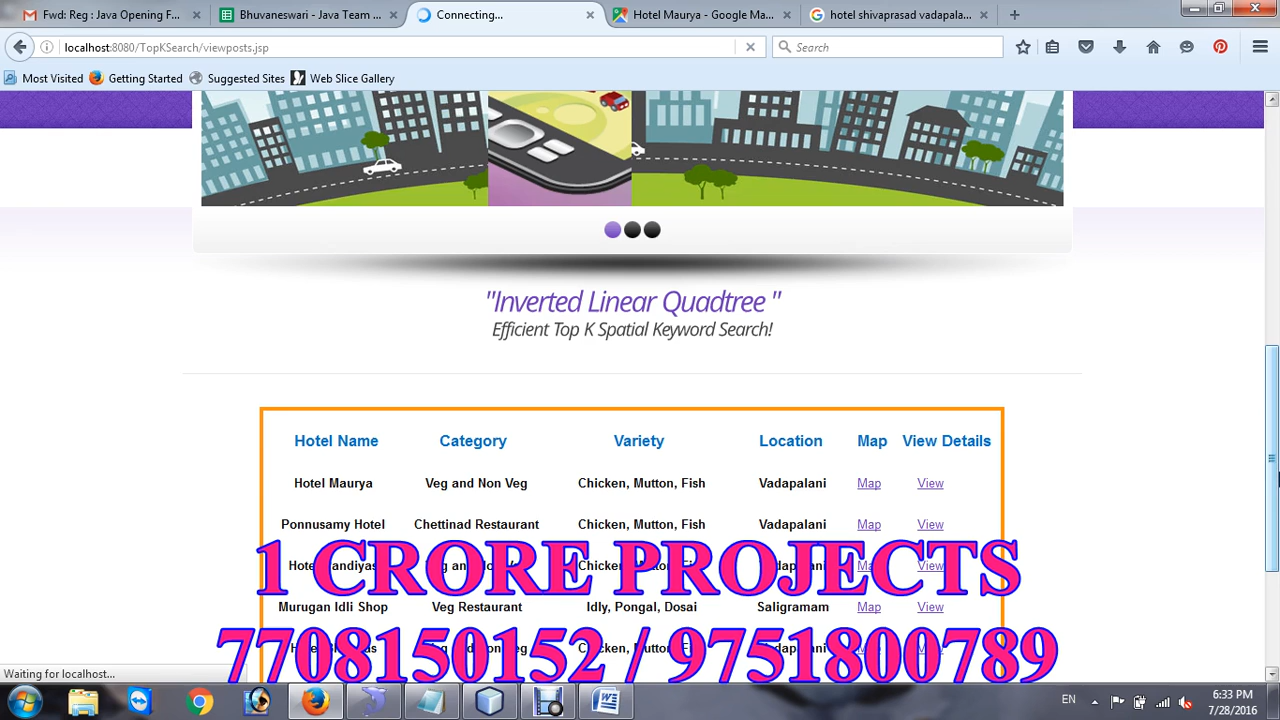 Fwd: Reg : Java Opening F...
Bhuvaneswari - Java Team ...
Connecting...
Hotel Maurya - Google Ma...
hotel shivaprasad vadapala...
localhost:8080/TopKSearch/viewposts.jsp
Search
Most Visited
Getting Started
Suggested Sites
Web Slice Gallery
"Inverted Linear Quadtree "
Efficient Top K Spatial Keyword Search!
Hotel Name Category Variety Location Map View Details
Hotel Maurya Veg and Non Veg Chicken, Mutton, Fish Vadapalani Map View
Ponnusamy Hotel Chettinad Restaurant Chicken, Mutton, Fish Vadapalani Map View
1 CRORE PROJECTS
Murugan Idli Shop Veg Restaurant Idly, Pongal, Dosai Saligramam Map View
7708150152 / 9751800789
Waiting for localhost...
EN
6:33 PM
7/28/2016